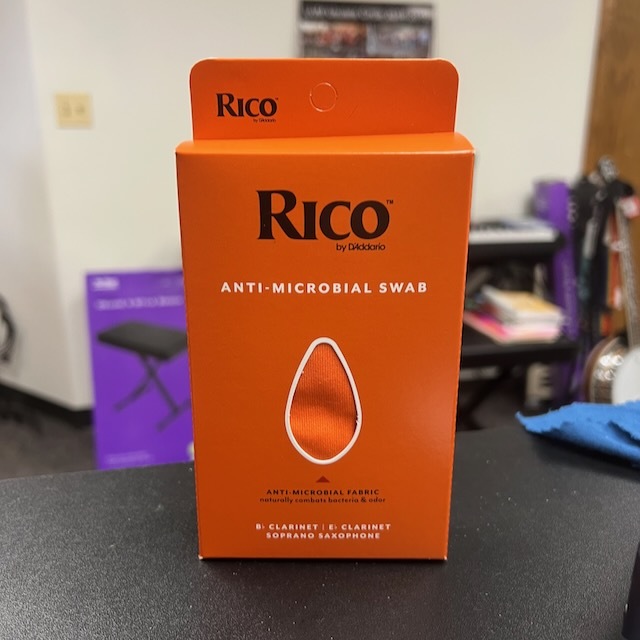 RICO
by D'Addario
RICO™
by D'Addario
ANTI-MICROBIAL SWAB
ANTI-MICROBIAL FABRIC
naturally combats bacteria & odor
B♭ CLARINET | E♭ CLARINET
SOPRANO SAXOPHONE